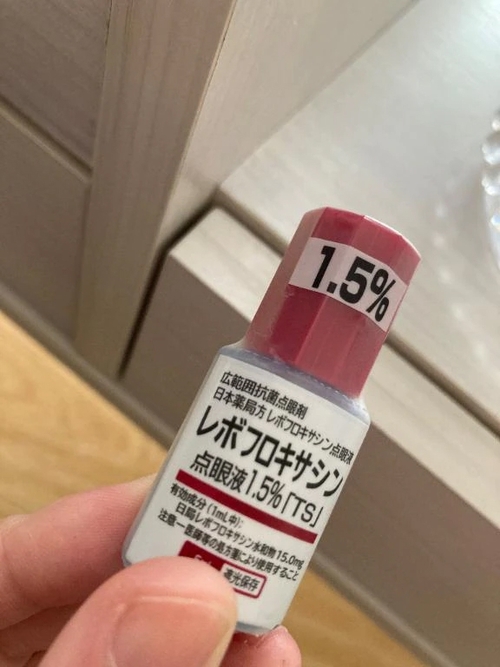 1.5%
広範囲抗菌点眼剤
日本薬局方 レボフロキサシン点眼液
レボフロキサシン
点眼液1.5%「TS」
有効成分(1mL中):
日局レボフロキサシン水和物15.0mg
注意-医師等の処方箋により使用すること
遮光保存